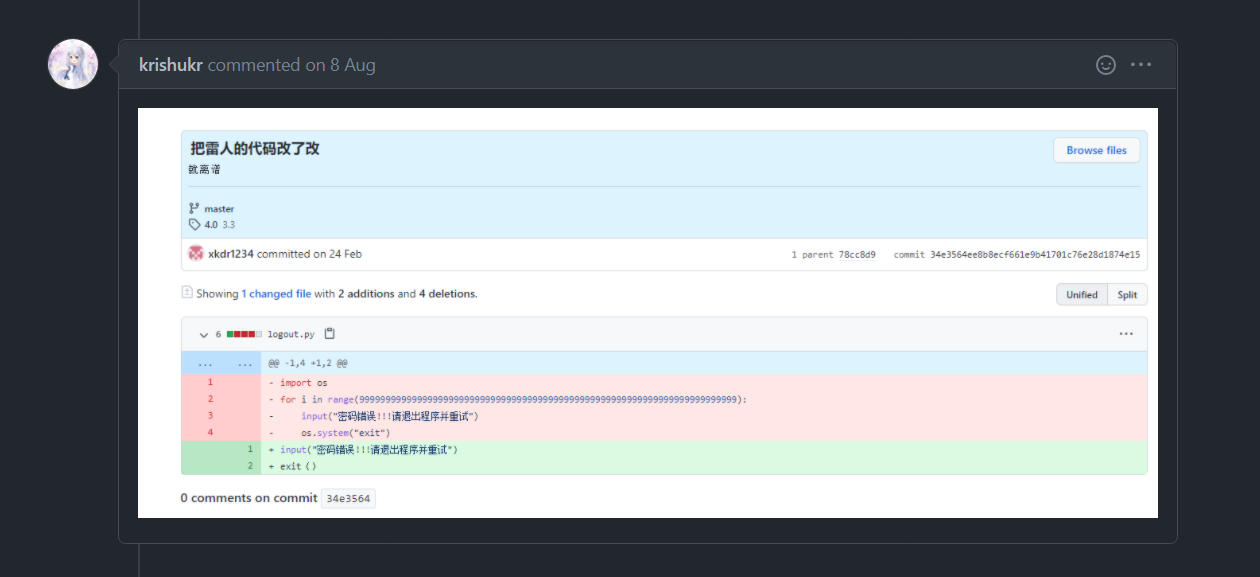 krishukr commented on 8 Aug
把雷人的代码改了改
Browse files
就离谱
master
4.0 3.3
xkdr1234 committed on 24 Feb
1 parent 78cc8d9 commit 34e3564ee8b8ecf661e9b41701c76e28d1874e15
Showing 1 changed file with 2 additions and 4 deletions.
Unified Split
6 logout.py
... ... @@ -1,4 +1,2 @@
1 - import os
3 - input("密码错误!!!请退出程序并重试")
4 - os.system("exit")
1 + input("密码错误!!!请退出程序并重试")
2 + exit ()
0 comments on commit 34e3564